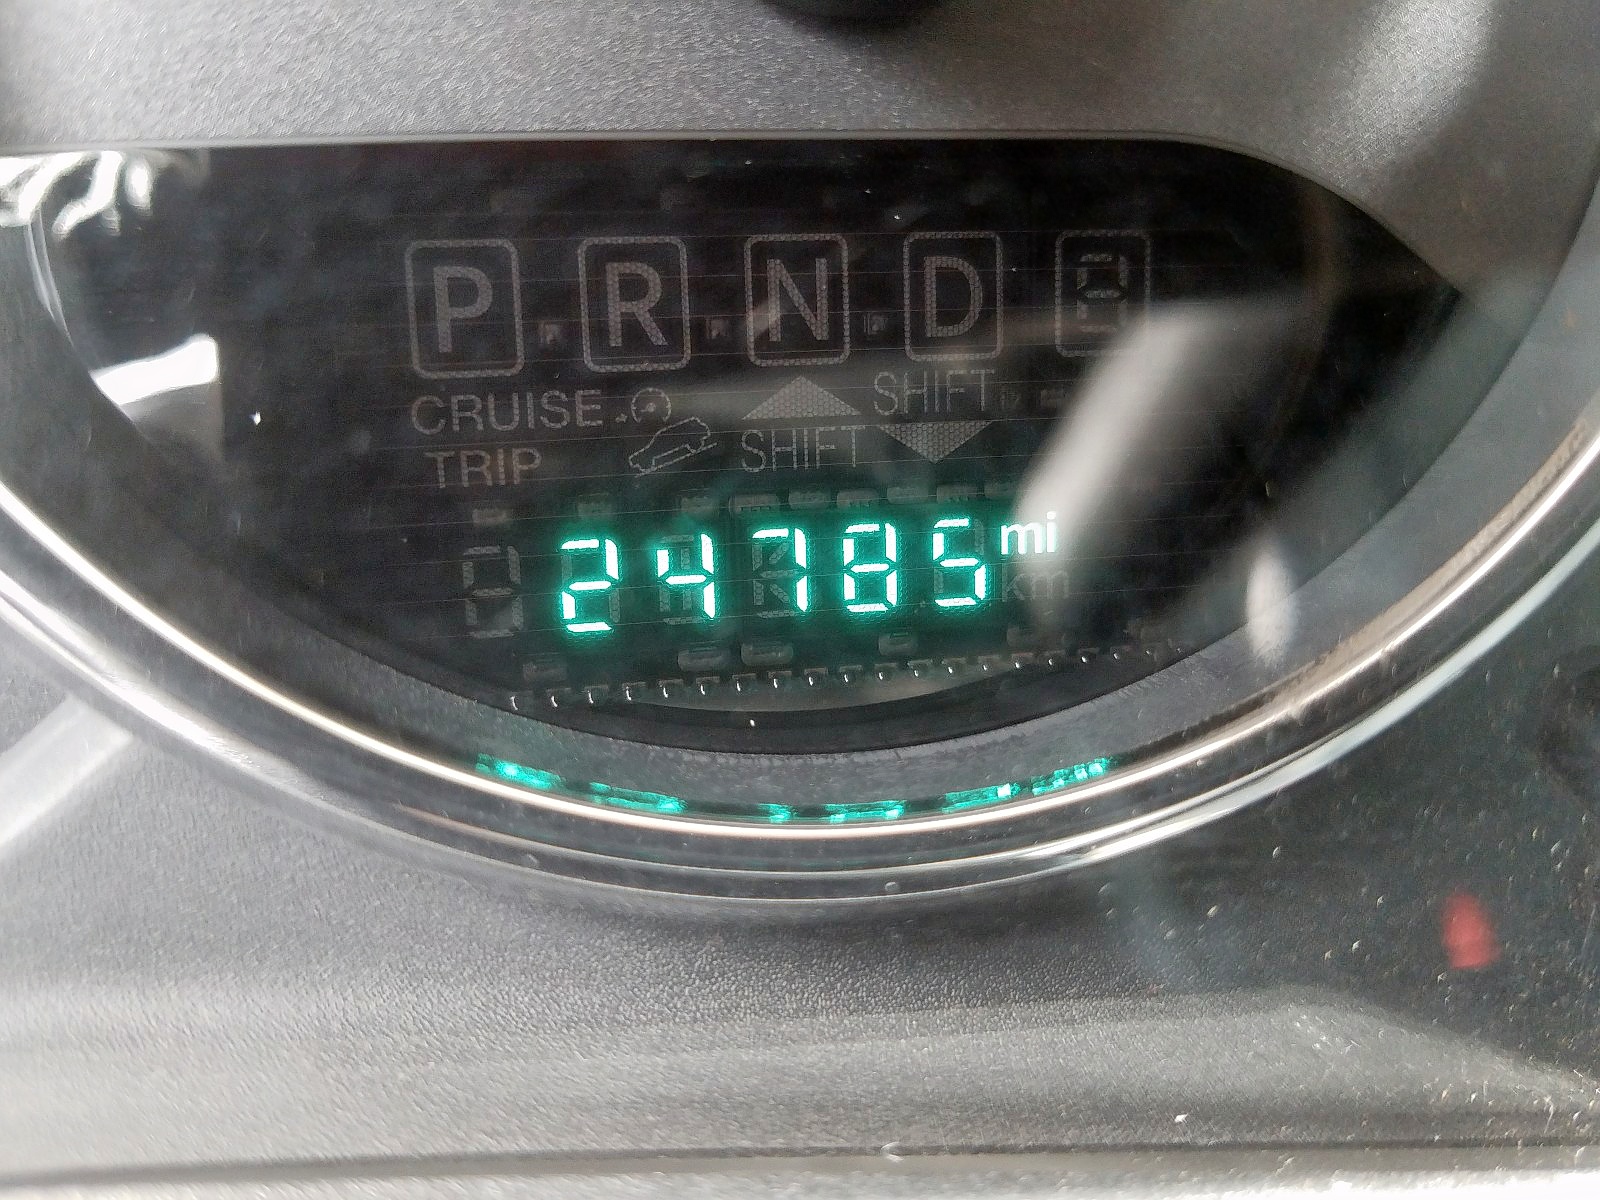 P R N D
CRUISE SHIFT
TRIP SHIFT
24785 mi
km